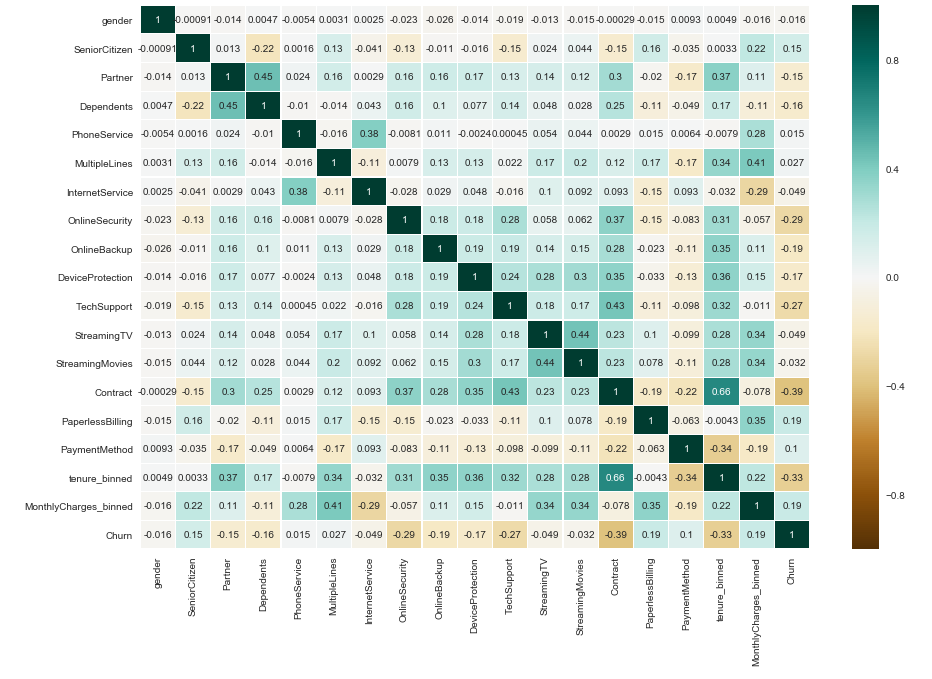 gender 1 -0.00091 -0.014 0.0047 -0.0054 0.0031 0.0025 -0.023 -0.026 -0.014 -0.019 -0.013 -0.015 -0.00029 -0.015 0.0093 0.0049 -0.016 -0.016
SeniorCitizen -0.00091 1 0.013 -0.22 0.0016 0.13 -0.041 -0.13 -0.011 -0.016 -0.15 0.024 0.044 -0.15 0.16 -0.035 0.0033 0.22 0.15
0.8
Partner -0.014 0.013 1 0.45 0.024 0.16 0.0029 0.16 0.16 0.17 0.13 0.14 0.12 0.3 -0.02 -0.17 0.37 0.11 -0.15
Dependents 0.0047 -0.22 0.45 1 -0.01 -0.014 0.043 0.16 0.1 0.077 0.14 0.048 0.028 0.25 -0.11 -0.049 0.17 -0.11 -0.16
PhoneService -0.0054 0.0016 0.024 -0.01 1 -0.016 0.38 -0.0081 0.011 -0.0024 0.00045 0.054 0.044 0.0029 0.015 0.0064 -0.0079 0.28 0.015
MultipleLines 0.0031 0.13 0.16 -0.014 -0.016 1 -0.11 0.0079 0.13 0.13 0.022 0.17 0.2 0.12 0.17 -0.17 0.34 0.41 0.027
0.4
InternetService 0.0025 -0.041 0.0029 0.043 0.38 -0.11 1 -0.028 0.029 0.048 -0.016 0.1 0.092 0.093 -0.15 0.093 -0.032 -0.29 -0.049
OnlineSecurity -0.023 -0.13 0.16 0.16 -0.0081 0.0079 -0.028 1 0.18 0.18 0.28 0.058 0.062 0.37 -0.15 -0.083 0.31 -0.057 -0.29
OnlineBackup -0.026 -0.011 0.16 0.1 0.011 0.13 0.029 0.18 1 0.19 0.19 0.14 0.15 0.28 -0.023 -0.11 0.35 0.11 -0.19
DeviceProtection -0.014 -0.016 0.17 0.077 -0.0024 0.13 0.048 0.18 0.19 1 0.24 0.28 0.3 0.35 -0.033 -0.13 0.36 0.15 -0.17
0.0
TechSupport -0.019 -0.15 0.13 0.14 0.00045 0.022 -0.016 0.28 0.19 0.24 1 0.18 0.17 0.43 -0.11 -0.098 0.32 -0.011 -0.27
StreamingTV -0.013 0.024 0.14 0.048 0.054 0.17 0.1 0.058 0.14 0.28 0.18 1 0.44 0.23 0.1 -0.099 0.28 0.34 -0.049
StreamingMovies -0.015 0.044 0.12 0.028 0.044 0.2 0.092 0.062 0.15 0.3 0.17 0.44 1 0.23 0.078 -0.11 0.28 0.34 -0.032
−0.4
Contract -0.00029 -0.15 0.3 0.25 0.0029 0.12 0.093 0.37 0.28 0.35 0.43 0.23 0.23 1 -0.19 -0.22 0.66 -0.078 -0.39
PaperlessBilling -0.015 0.16 -0.02 -0.11 0.015 0.17 -0.15 -0.15 -0.023 -0.033 -0.11 0.1 0.078 -0.19 1 -0.063 -0.0043 0.35 0.19
PaymentMethod 0.0093 -0.035 -0.17 -0.049 0.0064 -0.17 0.093 -0.083 -0.11 -0.13 -0.098 -0.099 -0.11 -0.22 -0.063 1 -0.34 -0.19 0.1
tenure_binned 0.0049 0.0033 0.37 0.17 -0.0079 0.34 -0.032 0.31 0.35 0.36 0.32 0.28 0.28 0.66 -0.0043 -0.34 1 0.22 -0.33
−0.8
MonthlyCharges_binned -0.016 0.22 0.11 -0.11 0.28 0.41 -0.29 -0.057 0.11 0.15 -0.011 0.34 0.34 -0.078 0.35 -0.19 0.22 1 0.19
Churn -0.016 0.15 -0.15 -0.16 0.015 0.027 -0.049 -0.29 -0.19 -0.17 -0.27 -0.049 -0.032 -0.39 0.19 0.1 -0.33 0.19 1
gender
SeniorCitizen
Partner
Dependents
PhoneService
MultipleLines
InternetService
OnlineSecurity
OnlineBackup
DeviceProtection
TechSupport
StreamingTV
StreamingMovies
Contract
PaperlessBilling
PaymentMethod
tenure_binned
MonthlyCharges_binned
Churn